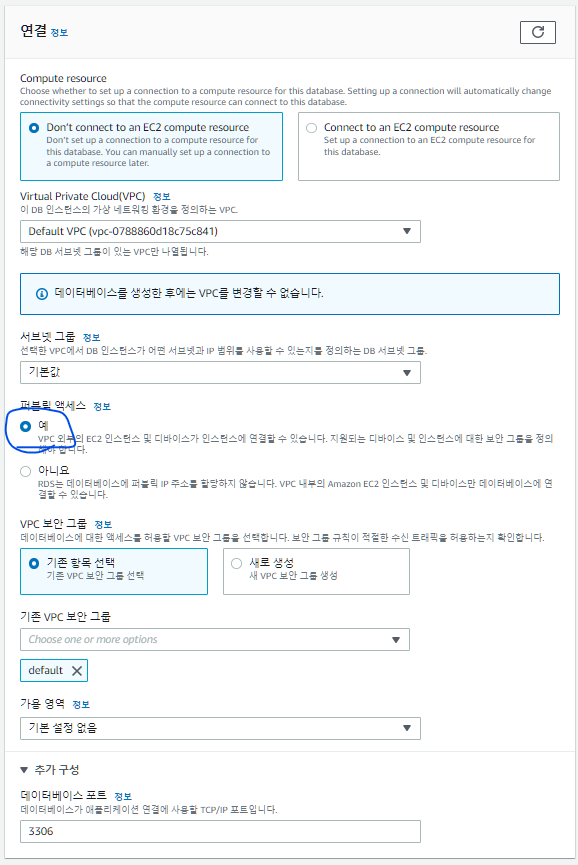 연결 정보
Compute resource
Choose whether to set up a connection to a compute resource for this database. Setting up a connection will automatically change
connectivity settings so that the compute resource can connect to this database.
Don't connect to an EC2 compute resource
Don't set up a connection to a compute resource for
this database. You can manually set up a connection to
a compute resource later.
Connect to an EC2 compute resource
Set up a connection to an EC2 compute resource for
this database.
Virtual Private Cloud(VPC) 정보
이 DB 인스턴스의 가상 네트워킹 환경을 정의하는 VPC.
Default VPC (vpc-0788860d18c75c841)
해당 DB 서브넷 그룹이 있는 VPC만 나열됩니다.
데이터베이스를 생성한 후에는 VPC를 변경할 수 없습니다.
서브넷 그룹 정보
선택한 VPC에서 DB 인스턴스가 어떤 서브넷과 IP 범위를 사용할 수 있는지를 정의하는 DB 서브넷 그룹.
기본값
퍼블릭 액세스 정보
예
VPC 외부의 EC2 인스턴스 및 디바이스가 인스턴스에 연결할 수 있습니다. 지원되는 디바이스 및 인스턴스에 대한 보안 그룹을 정의
해야 합니다.
아니요
RDS는 데이터베이스에 퍼블릭 IP 주소를 할당하지 않습니다. VPC 내부의 Amazon EC2 인스턴스 및 디바이스만 데이터베이스에 연
결할 수 있습니다.
VPC 보안 그룹 정보
데이터베이스에 대한 액세스를 허용할 VPC 보안 그룹을 선택합니다. 보안 그룹 규칙이 적절한 수신 트래픽을 허용하는지 확인합니다.
기존 항목 선택
기존 VPC 보안 그룹 선택
새로 생성
새 VPC 보안 그룹 생성
기존 VPC 보안 그룹
Choose one or more options
default
가용 영역 정보
기본 설정 없음
추가 구성
데이터베이스 포트 정보
데이터베이스가 애플리케이션 연결에 사용할 TCP/IP 포트입니다.
3306